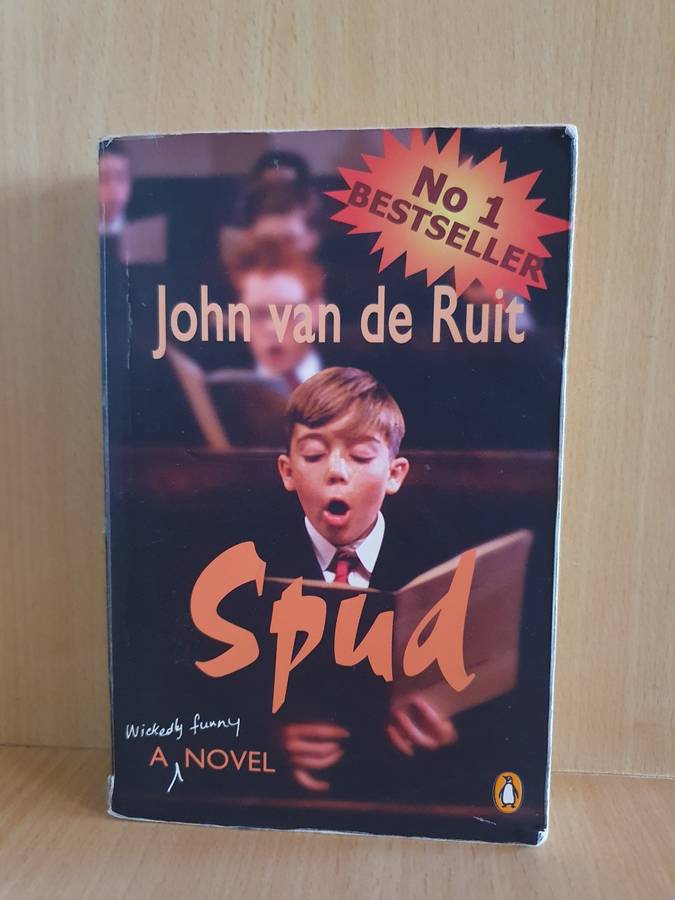 No 1
BESTSELLER
John van de Ruit
Spud
Wickedly funny
A NOVEL